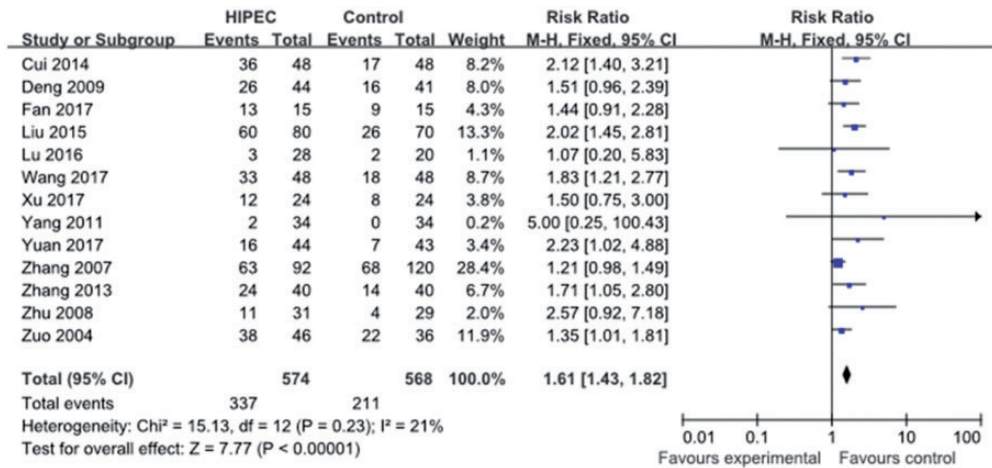 HIPEC Control Risk Ratio Risk Ratio
Study or Subgroup Events Total Events Total Weight M-H, Fixed, 95% CI M-H, Fixed, 95% CI
Cui 2014 36 48 17 48 8.2% 2.12 [1.40, 3.21]
Deng 2009 26 44 16 41 8.0% 1.51 [0.96, 2.39]
Fan 2017 13 15 9 15 4.4% 1.44 [0.91, 2.28]
Liu 2015 60 80 26 70 13.3% 2.02 [1.45, 2.81]
Lu 2016 3 28 2 20 1.1% 1.07 [0.20, 5.83]
Wang 2017 33 48 18 48 8.7% 1.83 [1.21, 2.77]
Xu 2017 12 24 8 24 3.8% 1.50 [0.75, 3.00]
Yang 2011 2 34 0 34 0.2% 5.00 [0.25, 100.43]
Yuan 2017 16 44 7 43 3.4% 2.23 [1.02, 4.88]
Zhang 2007 63 92 68 120 28.4% 1.21 [0.98, 1.49]
Zhang 2013 24 40 14 40 6.7% 1.71 [1.05, 2.80]
Zhu 2008 11 31 4 29 2.0% 2.57 [0.92, 7.18]
Zuo 2004 38 46 22 36 11.9% 1.35 [1.01, 1.81]
Total (95% CI) 574 568 100.0% 1.61 [1.43, 1.82]
Total events 337 211
Heterogeneity: Chi² = 15.13, df = 12 (P = 0.23); I² = 21%
Test for overall effect: Z = 7.77 (P < 0.00001)
0.01 0.1 1 10 100
Favours experimental Favours control